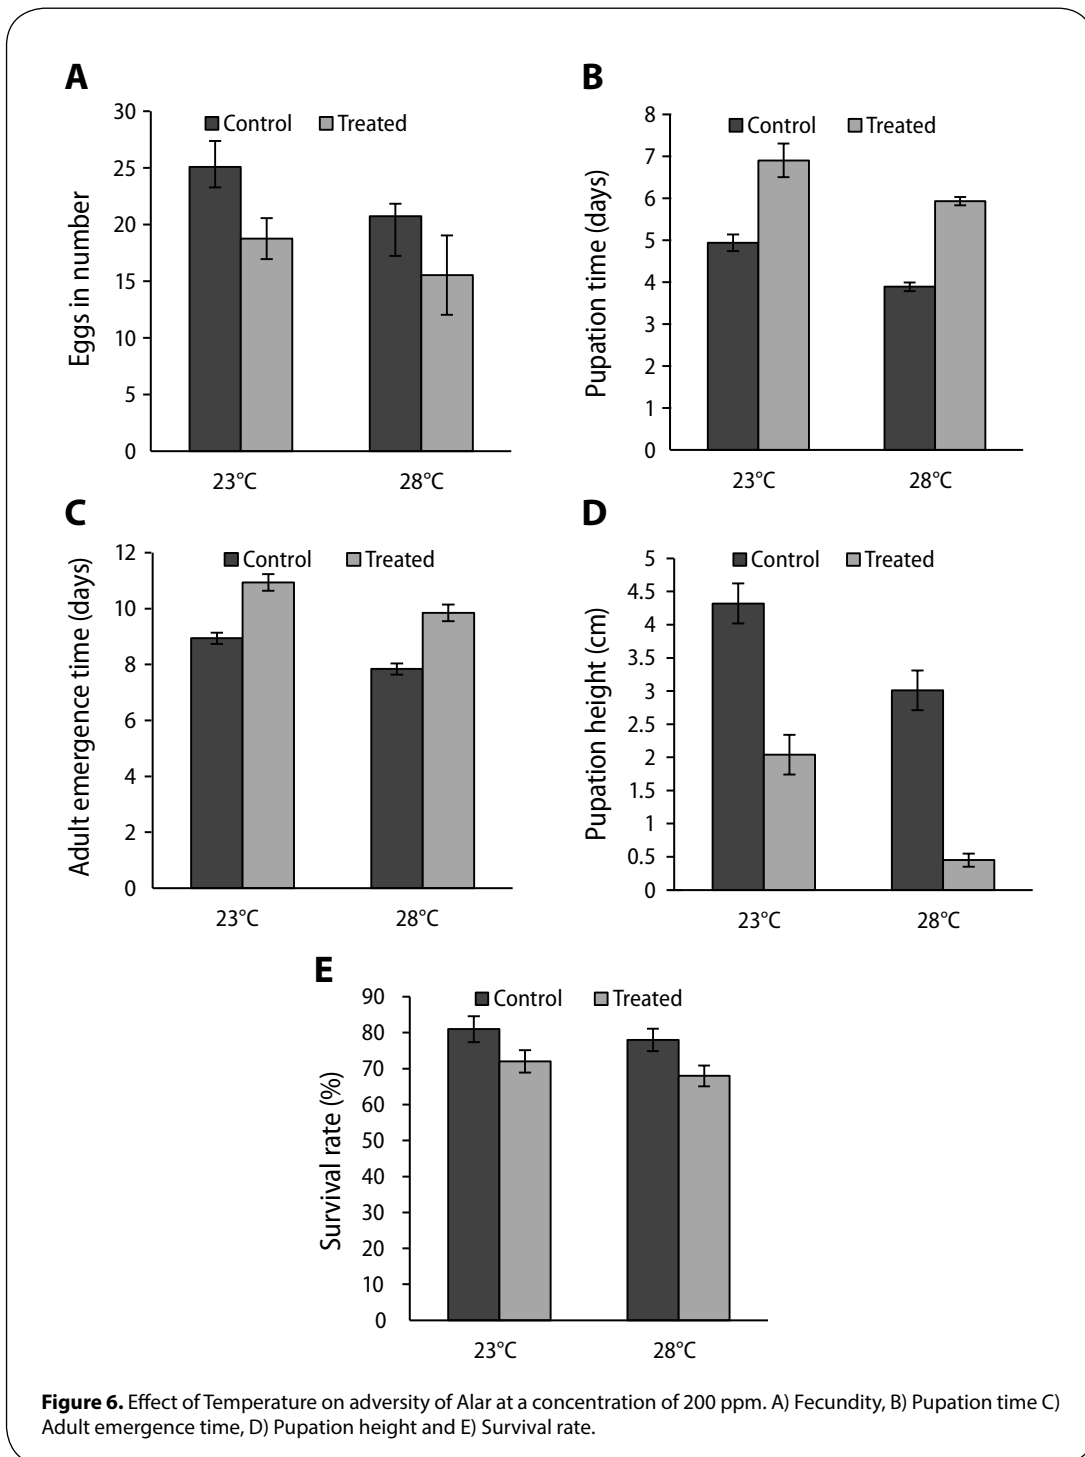 A
Control Treated
Eggs in number
30
25
20
15
10
5
0
23°C 28°C
B
Control Treated
Pupation time (days)
8
7
6
5
4
3
2
1
0
23°C 28°C
C
Control Treated
Adult emergence time (days)
12
10
8
6
4
2
0
23°C 28°C
D
Control Treated
Pupation height (cm)
5
4.5
4
3.5
3
2.5
2
1.5
1
0.5
0
23°C 28°C
E
Control Treated
Survival rate (%)
90
80
70
60
50
40
30
20
10
0
23°C 28°C
Figure 6. Effect of Temperature on adversity of Alar at a concentration of 200 ppm. A) Fecundity, B) Pupation time C)
Adult emergence time, D) Pupation height and E) Survival rate.